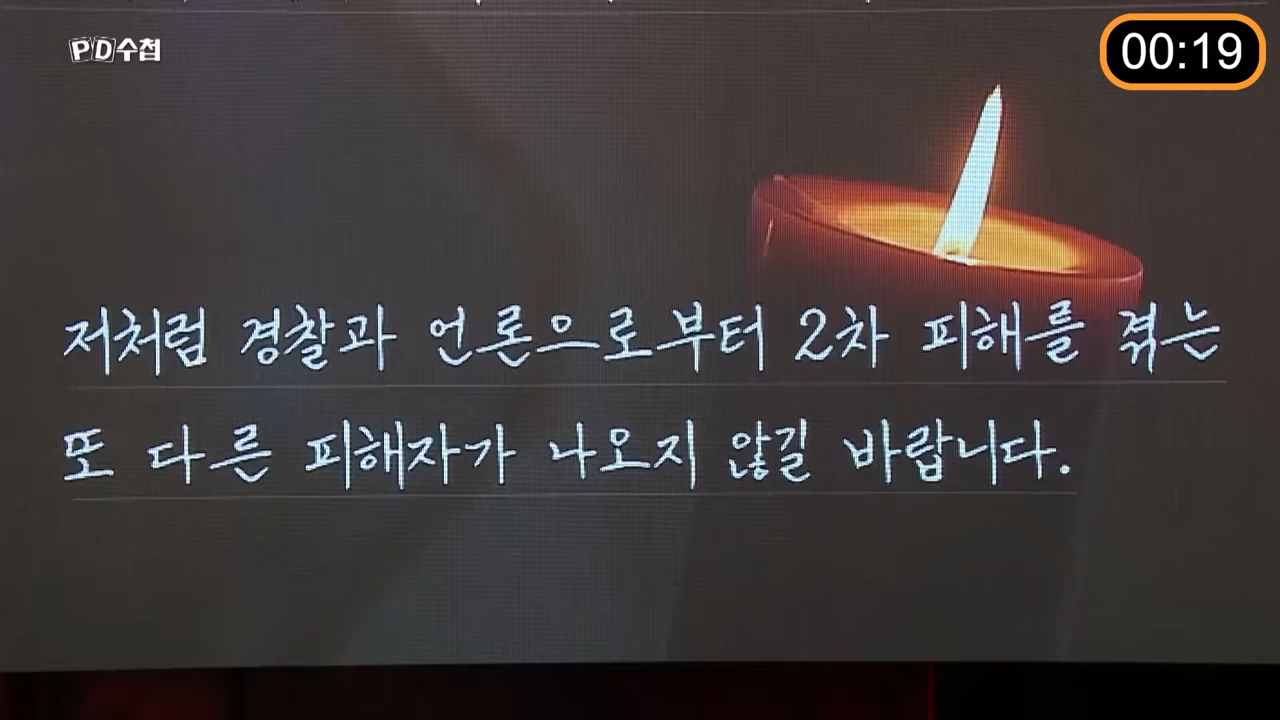 PD수첩
00:19
저처럼 경찰과 언론으로부터 2차 피해를 겪는
또 다른 피해자가 나오지 않길 바랍니다.